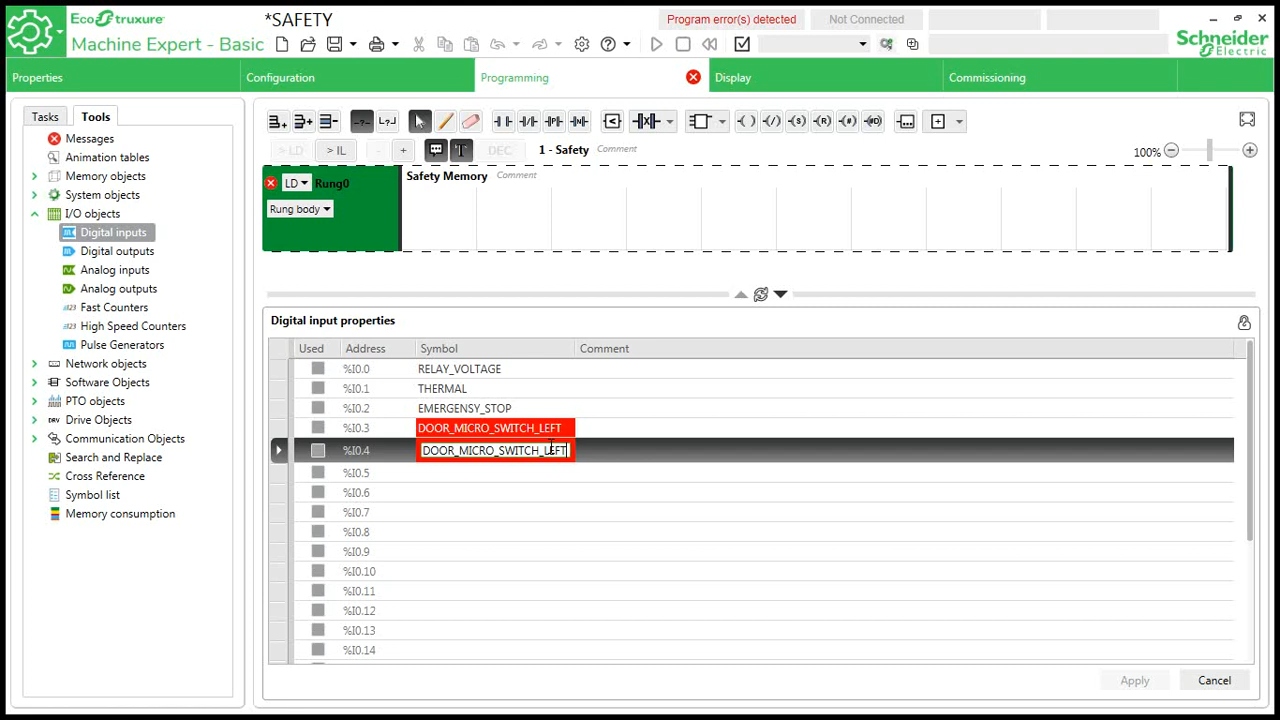 EcoStruxure
Machine Expert - Basic
*SAFETY
Program error(s) detected
Not Connected
Schneider
Electric
Properties
Configuration
Programming
Display
Commissioning
Tasks
Tools
Messages
Animation tables
Memory objects
System objects
I/O objects
Digital inputs
Digital outputs
Analog inputs
Analog outputs
Fast Counters
High Speed Counters
Pulse Generators
Network objects
Software Objects
PTO objects
DRV Drive Objects
Communication Objects
Search and Replace
Cross Reference
Symbol list
Memory consumption
> LD
> IL
-
+
DEC
1 - Safety
Comment
100%
LD
Rung0
Rung body
Safety Memory
Comment
Digital input properties
Used Address Symbol Comment
%I0.0 RELAY_VOLTAGE
%I0.1 THERMAL
%I0.2 EMERGENSY_STOP
%I0.3 DOOR_MICRO_SWITCH_LEFT
%I0.4 DOOR_MICRO_SWITCH_LEFT
%I0.5
%I0.6
%I0.7
%I0.8
%I0.9
%I0.10
%I0.11
%I0.12
%I0.13
%I0.14
Apply
Cancel